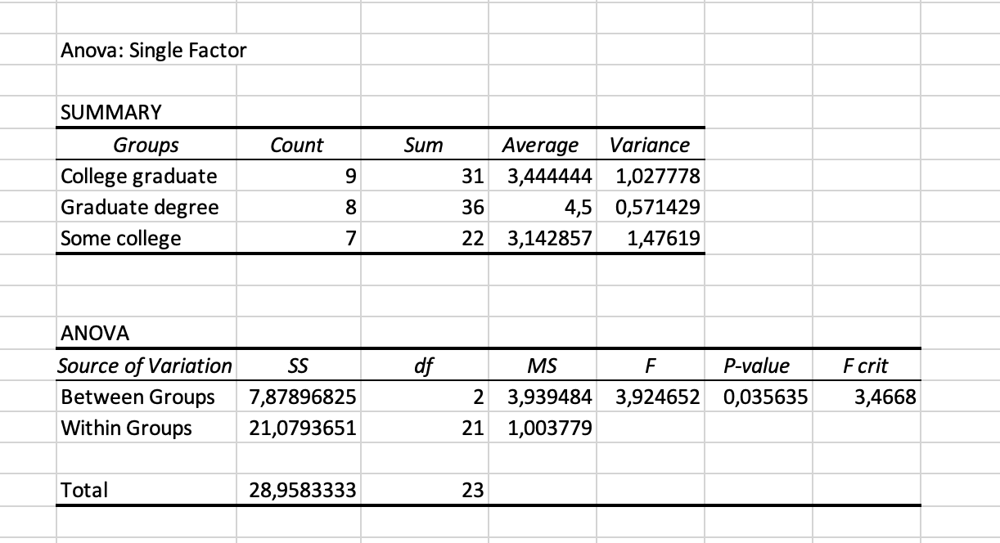 Anova: Single Factor
SUMMARY
Groups Count Sum Average Variance
College graduate 9 31 3,444444 1,027778
Graduate degree 8 36 4,5 0,571429
Some college 7 22 3,142857 1,47619
ANOVA
Source of Variation SS df MS F P-value F crit
Between Groups 7,87896825 2 3,939484 3,924652 0,035635 3,4668
Within Groups 21,0793651 21 1,003779
Total 28,9583333 23